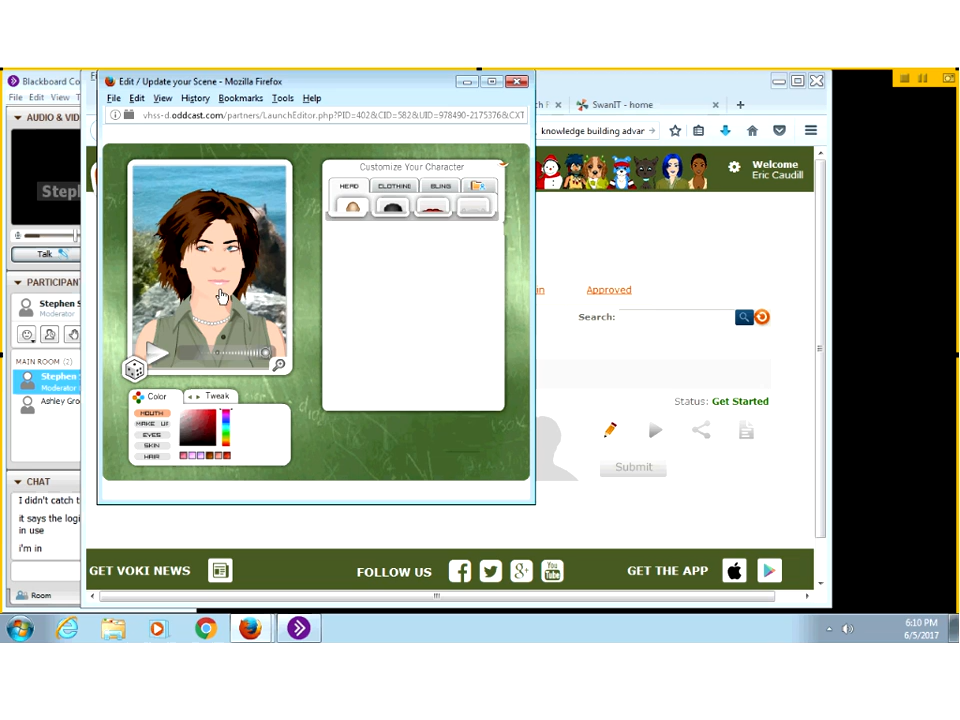 Blackboard Co
File Edit View T
AUDIO & VID
Steph
Talk
PARTICIPAN
Stephen S
Moderator
MAIN ROOM (2)
Stephen
Moderator
Ashley Gro
CHAT
I didn't catch t
it says the logi
in use
i'm in
Room
Edit / Update your Scene - Mozilla Firefox
File Edit View History Bookmarks Tools Help
vhss-d.oddcast.com/partners/LaunchEditor.php?PID=402&CID=582&UID=978490-2175376&CXT
Customize Your Character
HEAD CLOTHING BLING
Color Tweak
MOUTH
MAKE UP
EYES
SKIN
HAIR
SwanIT - home
knowledge building advar
Welcome
Eric Caudill
Approved
Search:
Status: Get Started
Submit
GET VOKI NEWS FOLLOW US GET THE APP
You
Tube
6:10 PM
6/5/2017